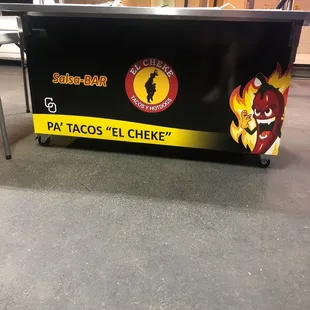 Salsa-BAR
EL CHEKE
TACOS Y HOTDOGS
PA' TACOS "EL CHEKE"